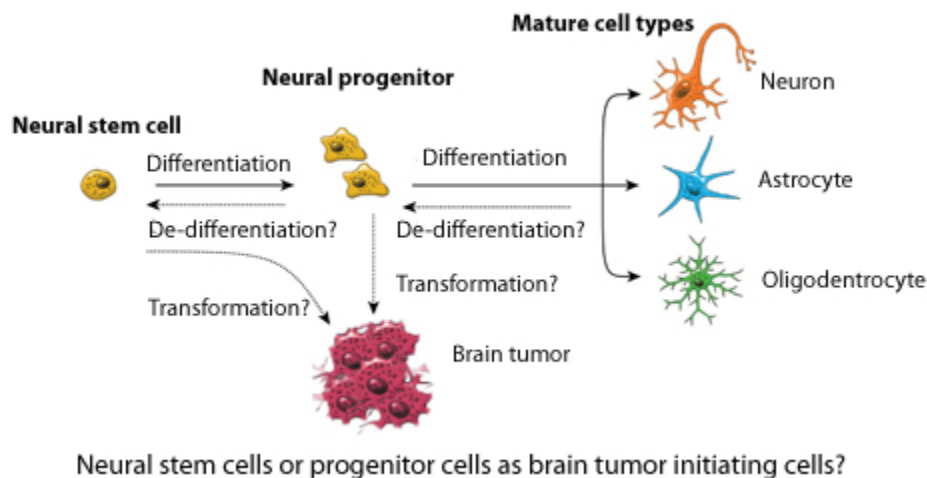 Mature cell types
Neuron
Neural progenitor
Neural stem cell
Differentiation
Differentiation
Astrocyte
De-differentiation?
De-differentiation?
Transformation?
Transformation?
Oligodentrocyte
Brain tumor
Neural stem cells or progenitor cells as brain tumor initiating cells?